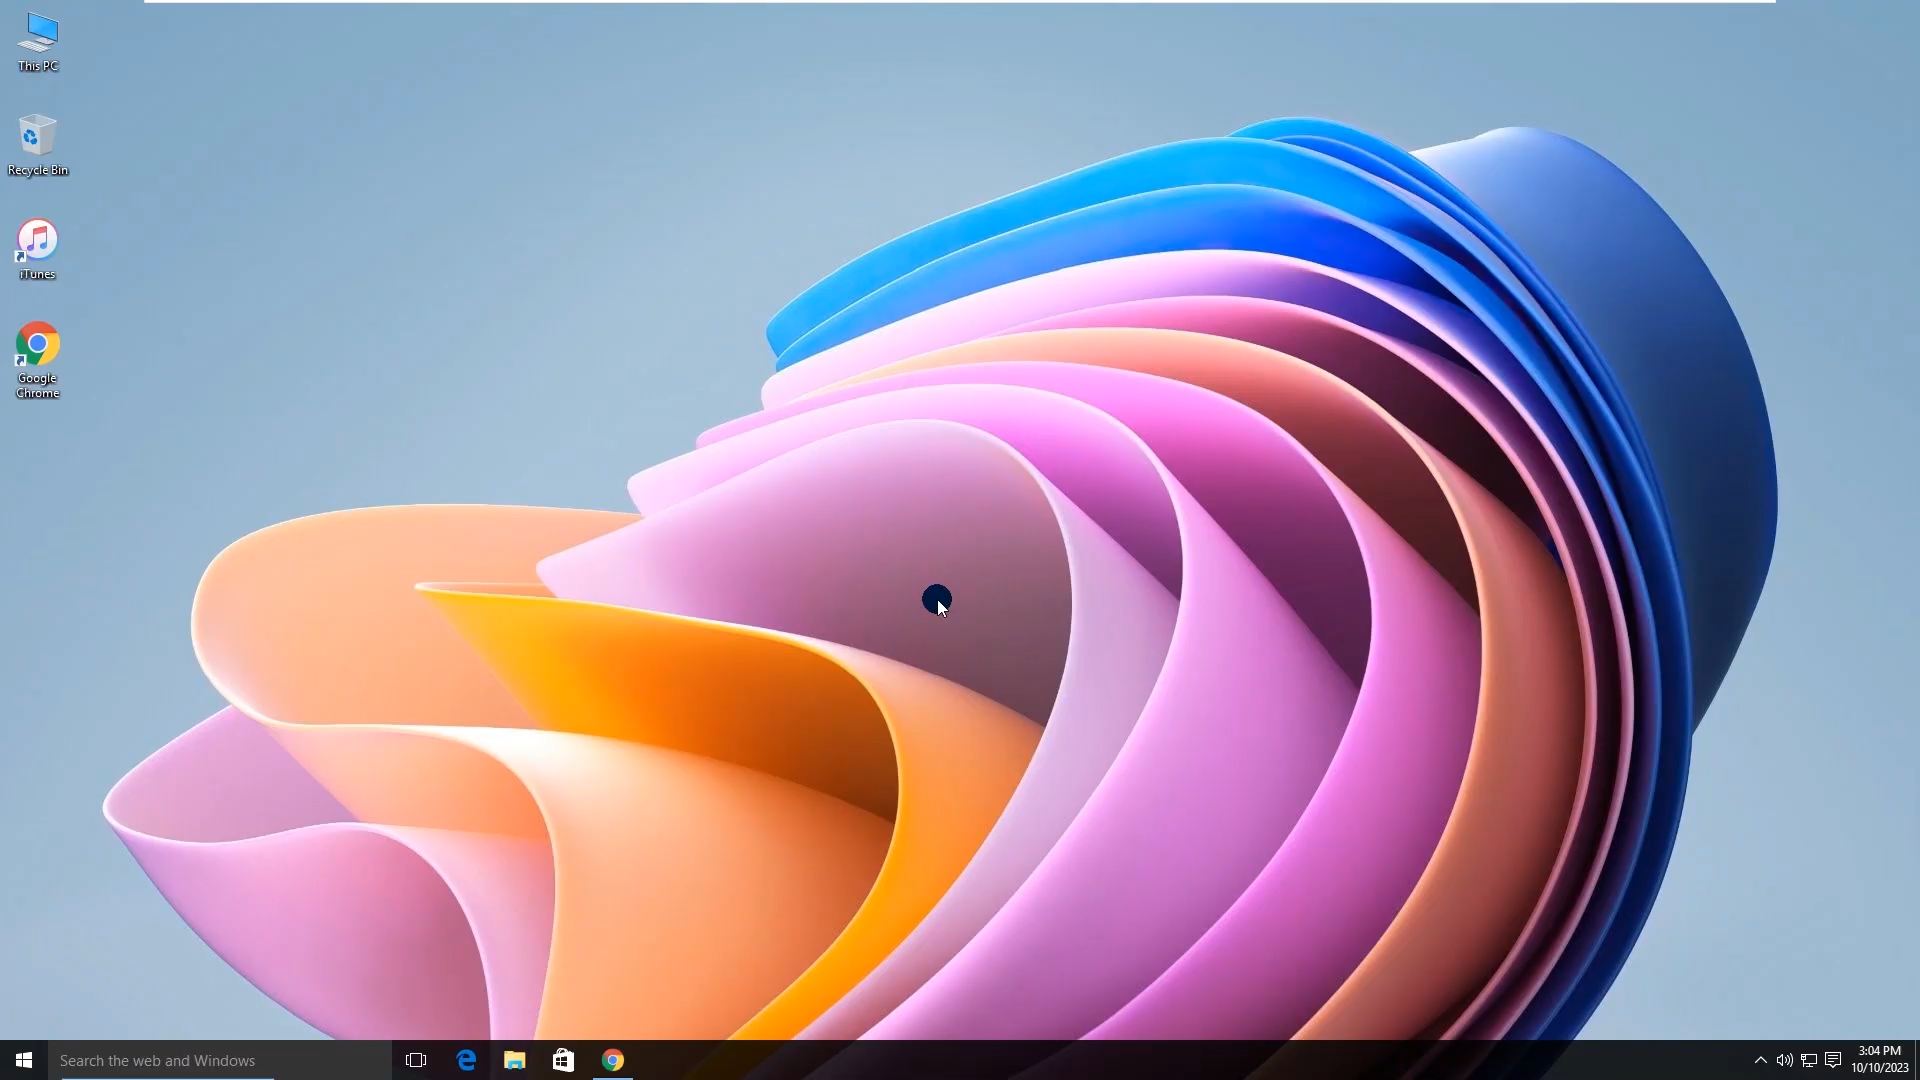 This PC
Recycle Bin
iTunes
Google
Chrome
Search the web and Windows
3:04 PM
10/10/2023